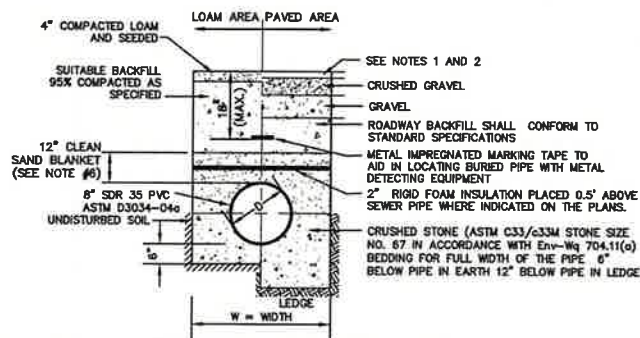 LOAM AREA PAVED AREA
4" COMPACTED LOAM
AND SEEDED
SUITABLE BACKFILL
95% COMPACTED AS
SPECIFIED
12" CLEAN
SAND BLANKET
(SEE NOTE #6)
8" SDR 35 PVC
ASTM D3034-04a
UNDISTURBED SOIL
6"
18"
(MAX.)
D
SEE NOTES 1 AND 2
CRUSHED GRAVEL
GRAVEL
ROADWAY BACKFILL SHALL CONFORM TO
STANDARD SPECIFICATIONS
METAL IMPREGNATED MARKING TAPE TO
AID IN LOCATING BURIED PIPE WITH METAL
DETECTING EQUIPMENT
2" RIGID FOAM INSULATION PLACED 0.5' ABOVE
SEWER PIPE WHERE INDICATED ON THE PLANS.
CRUSHED STONE (ASTM C33/c33M STONE SIZE
NO. 67 IN ACCORDANCE WITH Env-Wq 704.11(a)
BEDDING FOR FULL WIDTH OF THE PIPE 6"
BELOW PIPE IN EARTH 12" BELOW PIPE IN LEDGE
LEDGE
W = WIDTH